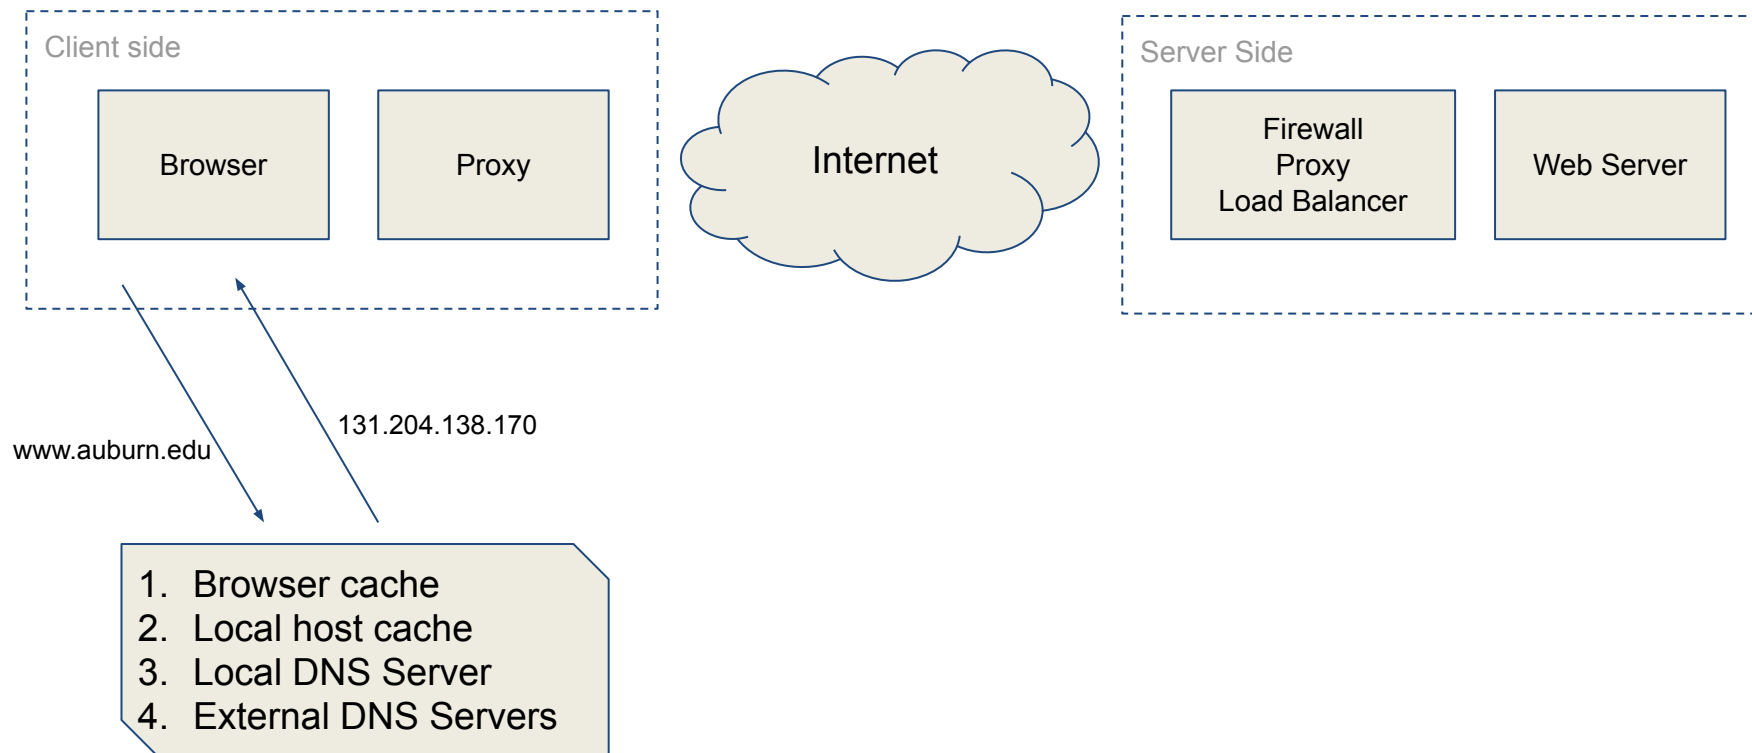 Client side
Browser
Proxy
Internet
Server Side
Firewall
Proxy
Load Balancer
Web Server
www.auburn.edu
131.204.138.170
1. Browser cache
2. Local host cache
3. Local DNS Server
4. External DNS Servers